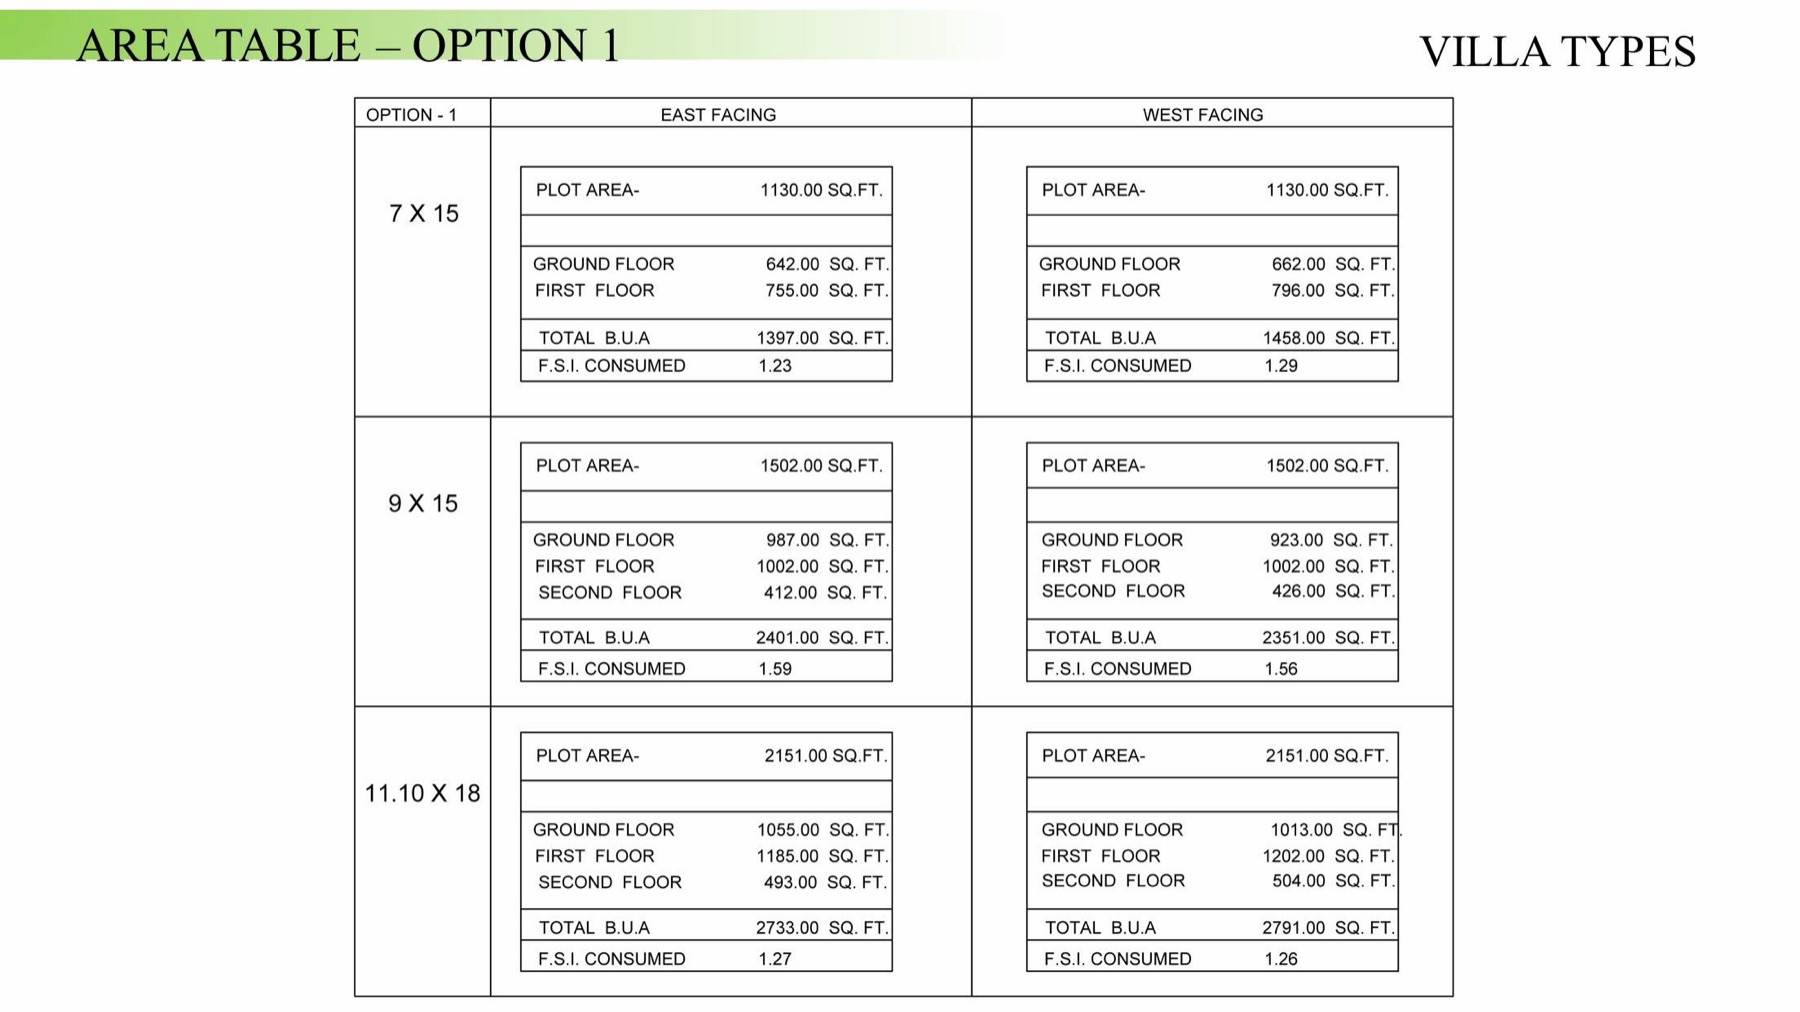 AREA TABLE – OPTION 1
VILLA TYPES
OPTION - 1 EAST FACING WEST FACING
7 X 15
PLOT AREA- 1130.00 SQ.FT.
GROUND FLOOR 642.00 SQ. FT.
FIRST FLOOR 755.00 SQ. FT.
TOTAL B.U.A 1397.00 SQ. FT.
F.S.I. CONSUMED 1.23
PLOT AREA- 1130.00 SQ.FT.
GROUND FLOOR 662.00 SQ. FT.
FIRST FLOOR 796.00 SQ. FT.
TOTAL B.U.A 1458.00 SQ. FT.
F.S.I. CONSUMED 1.29
9 X 15
PLOT AREA- 1502.00 SQ.FT.
GROUND FLOOR 987.00 SQ. FT.
FIRST FLOOR 1002.00 SQ. FT.
SECOND FLOOR 412.00 SQ. FT.
TOTAL B.U.A 2401.00 SQ. FT.
F.S.I. CONSUMED 1.59
PLOT AREA- 1502.00 SQ.FT.
GROUND FLOOR 923.00 SQ. FT.
FIRST FLOOR 1002.00 SQ. FT.
SECOND FLOOR 426.00 SQ. FT.
TOTAL B.U.A 2351.00 SQ. FT.
F.S.I. CONSUMED 1.56
11.10 X 18
PLOT AREA- 2151.00 SQ.FT.
GROUND FLOOR 1055.00 SQ. FT.
FIRST FLOOR 1185.00 SQ. FT.
SECOND FLOOR 493.00 SQ. FT.
TOTAL B.U.A 2733.00 SQ. FT.
F.S.I. CONSUMED 1.27
PLOT AREA- 2151.00 SQ.FT.
GROUND FLOOR 1013.00 SQ. FT.
FIRST FLOOR 1202.00 SQ. FT.
SECOND FLOOR 504.00 SQ. FT.
TOTAL B.U.A 2791.00 SQ. FT.
F.S.I. CONSUMED 1.26